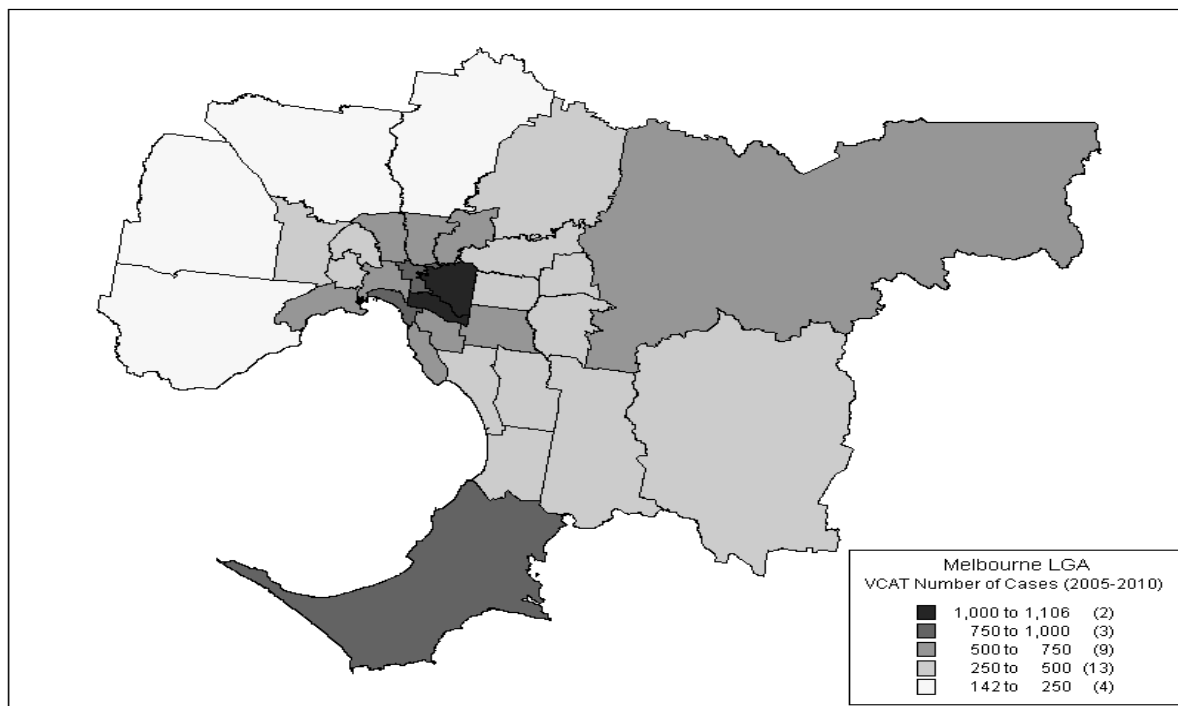 Melbourne LGA
VCAT Number of Cases (2005-2010)
1,000 to 1,106 (2)
750 to 1,000 (3)
500 to 750 (9)
250 to 500 (13)
142 to 250 (4)